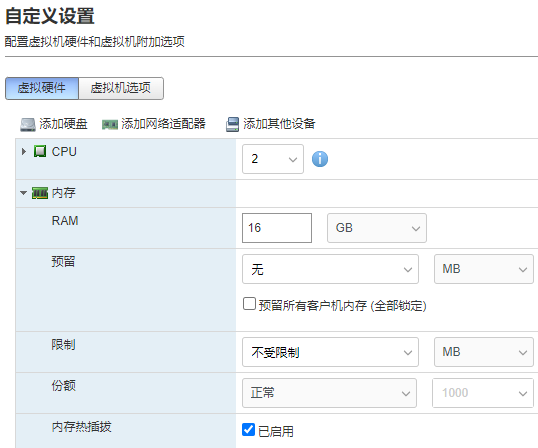 自定义设置
配置虚拟机硬件和虚拟机附加选项
虚拟硬件 虚拟机选项
添加硬盘 添加网络适配器 添加其他设备
CPU 2
内存
RAM 16 GB
预留 无 MB
预留所有客户机内存 (全部锁定)
限制 不受限制 MB
份额 正常 1000
内存热插拔 已启用